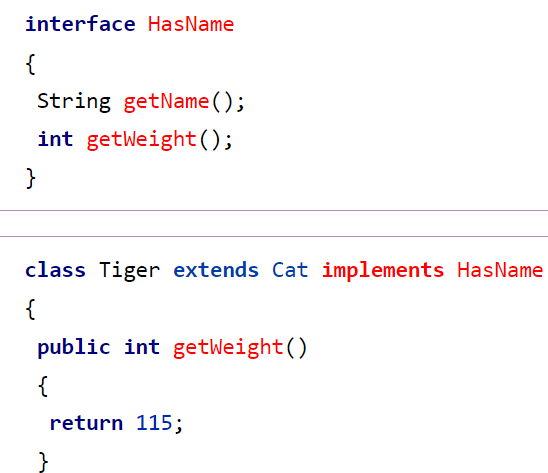 interface HasName
{
String getName();
int getWeight();
}
class Tiger extends Cat implements HasName
{
public int getWeight()
{
return 115;
}